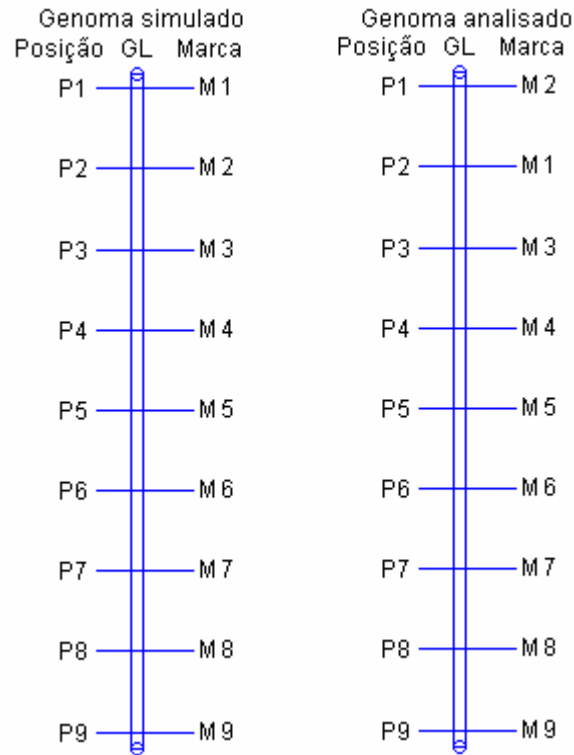 Genoma simulado
Posição GL Marca
P1 M1
P2 M2
P3 M3
P4 M4
P5 M5
P6 M6
P7 M7
P8 M8
P9 M9
Genoma analisado
Posição GL Marca
P1 M2
P2 M1
P3 M3
P4 M4
P5 M5
P6 M6
P7 M7
P8 M8
P9 M9